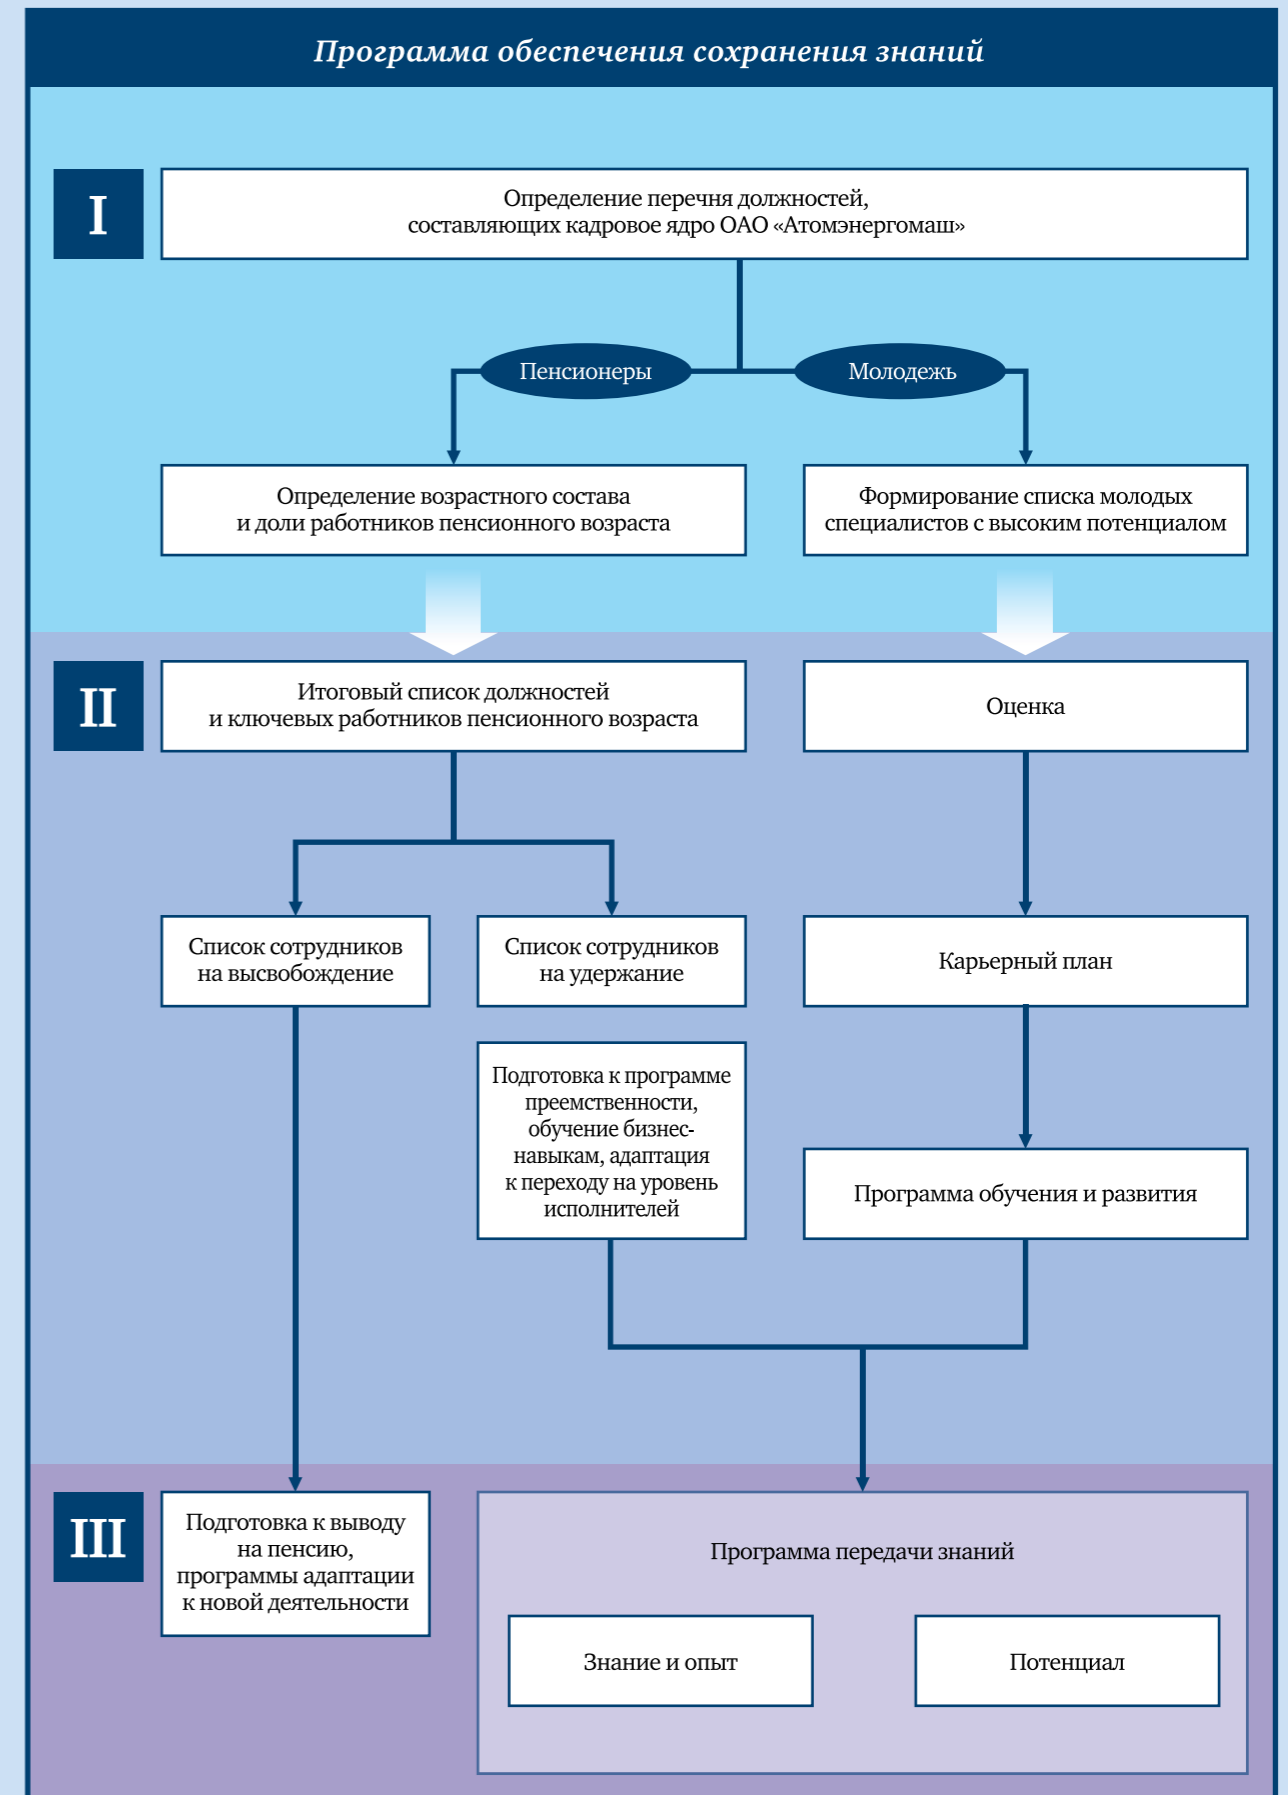 Программа обеспечения сохранения знаний
I
Определение перечня должностей,
составляющих кадровое ядро ОАО «Атомэнергомаш»
Пенсионеры
Молодежь
Определение возрастного состава
и доли работников пенсионного возраста
Формирование списка молодых
специалистов с высоким потенциалом
II
Итоговый список должностей
и ключевых работников пенсионного возраста
Оценка
Список сотрудников
на высвобождение
Список сотрудников
на удержание
Карьерный план
Подготовка к программе
преемственности,
обучение бизнес-
навыкам, адаптация
к переходу на уровень
исполнителей
Программа обучения и развития
III
Подготовка к выводу
на пенсию,
программы адаптации
к новой деятельности
Программа передачи знаний
Знание и опыт
Потенциал